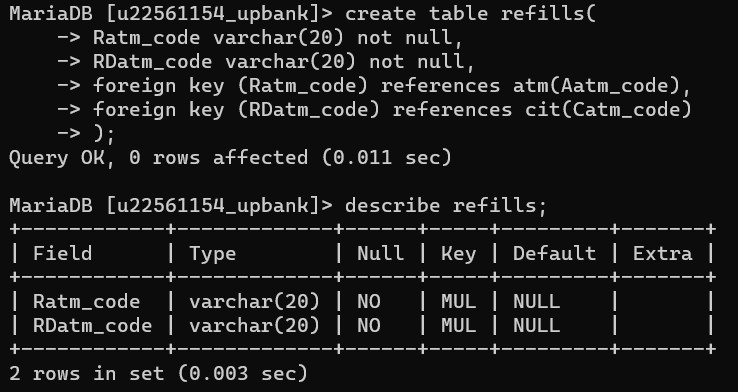 MariaDB [u22561154_upbank]> create table refills(
    -> Ratm_code varchar(20) not null,
    -> RDatm_code varchar(20) not null,
    -> foreign key (Ratm_code) references atm(Aatm_code),
    -> foreign key (RDatm_code) references cit(Catm_code)
    -> );
Query OK, 0 rows affected (0.011 sec)

MariaDB [u22561154_upbank]> describe refills;
+------------+-------------+------+-----+---------+-------+
| Field      | Type        | Null | Key | Default | Extra |
+------------+-------------+------+-----+---------+-------+
| Ratm_code  | varchar(20) | NO   | MUL | NULL    |       |
| RDatm_code | varchar(20) | NO   | MUL | NULL    |       |
+------------+-------------+------+-----+---------+-------+
2 rows in set (0.003 sec)